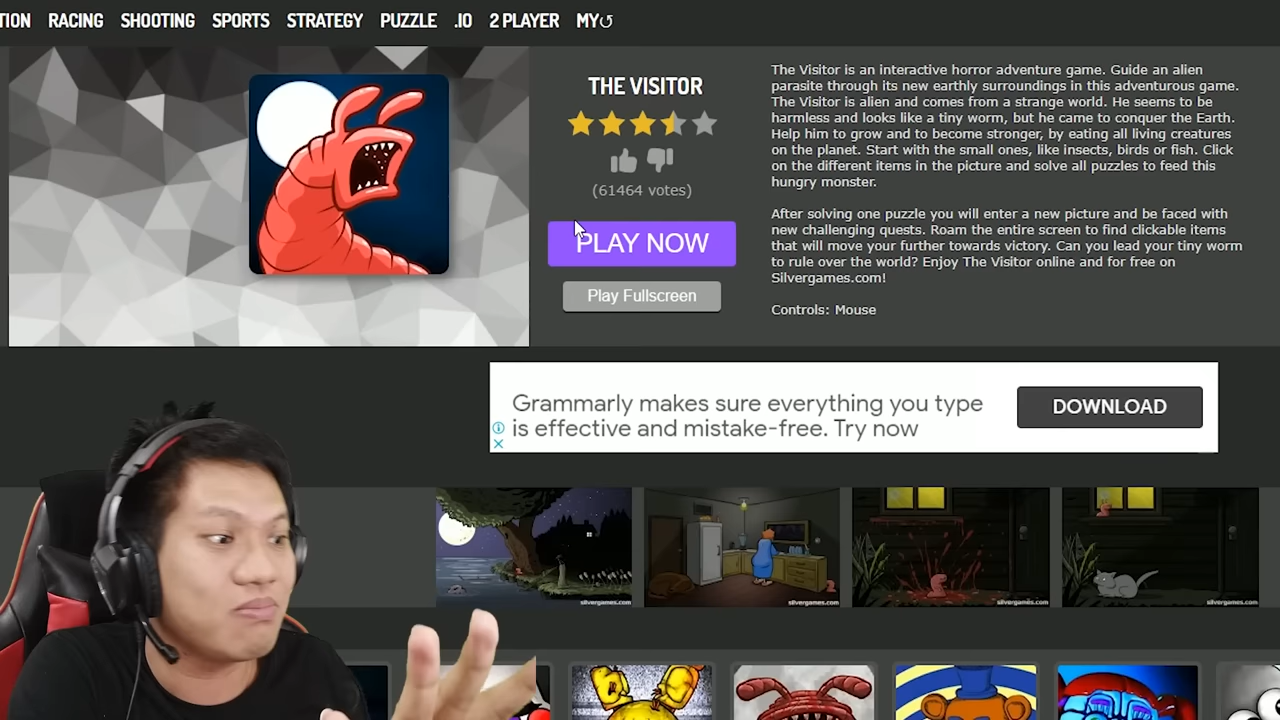 TION RACING SHOOTING SPORTS STRATEGY PUZZLE .IO 2 PLAYER MY↺
THE VISITOR
(61464 votes)
PLAY NOW
Play Fullscreen
The Visitor is an interactive horror adventure game. Guide an alien
parasite through its new earthly surroundings in this adventurous game.
The Visitor is alien and comes from a strange world. He seems to be
harmless and looks like a tiny worm, but he came to conquer the Earth.
Help him to grow and to become stronger, by eating all living creatures
on the planet. Start with the small ones, like insects, birds or fish. Click
on the different items in the picture and solve all puzzles to feed this
hungry monster.
After solving one puzzle you will enter a new picture and be faced with
new challenging quests. Roam the entire screen to find clickable items
that will move your further towards victory. Can you lead your tiny worm
to rule over the world? Enjoy The Visitor online and for free on
Silvergames.com!
Controls: Mouse
Grammarly makes sure everything you type
is effective and mistake-free. Try now
DOWNLOAD
silvergames.com
silvergames.com
silvergames.com
silvergames.com